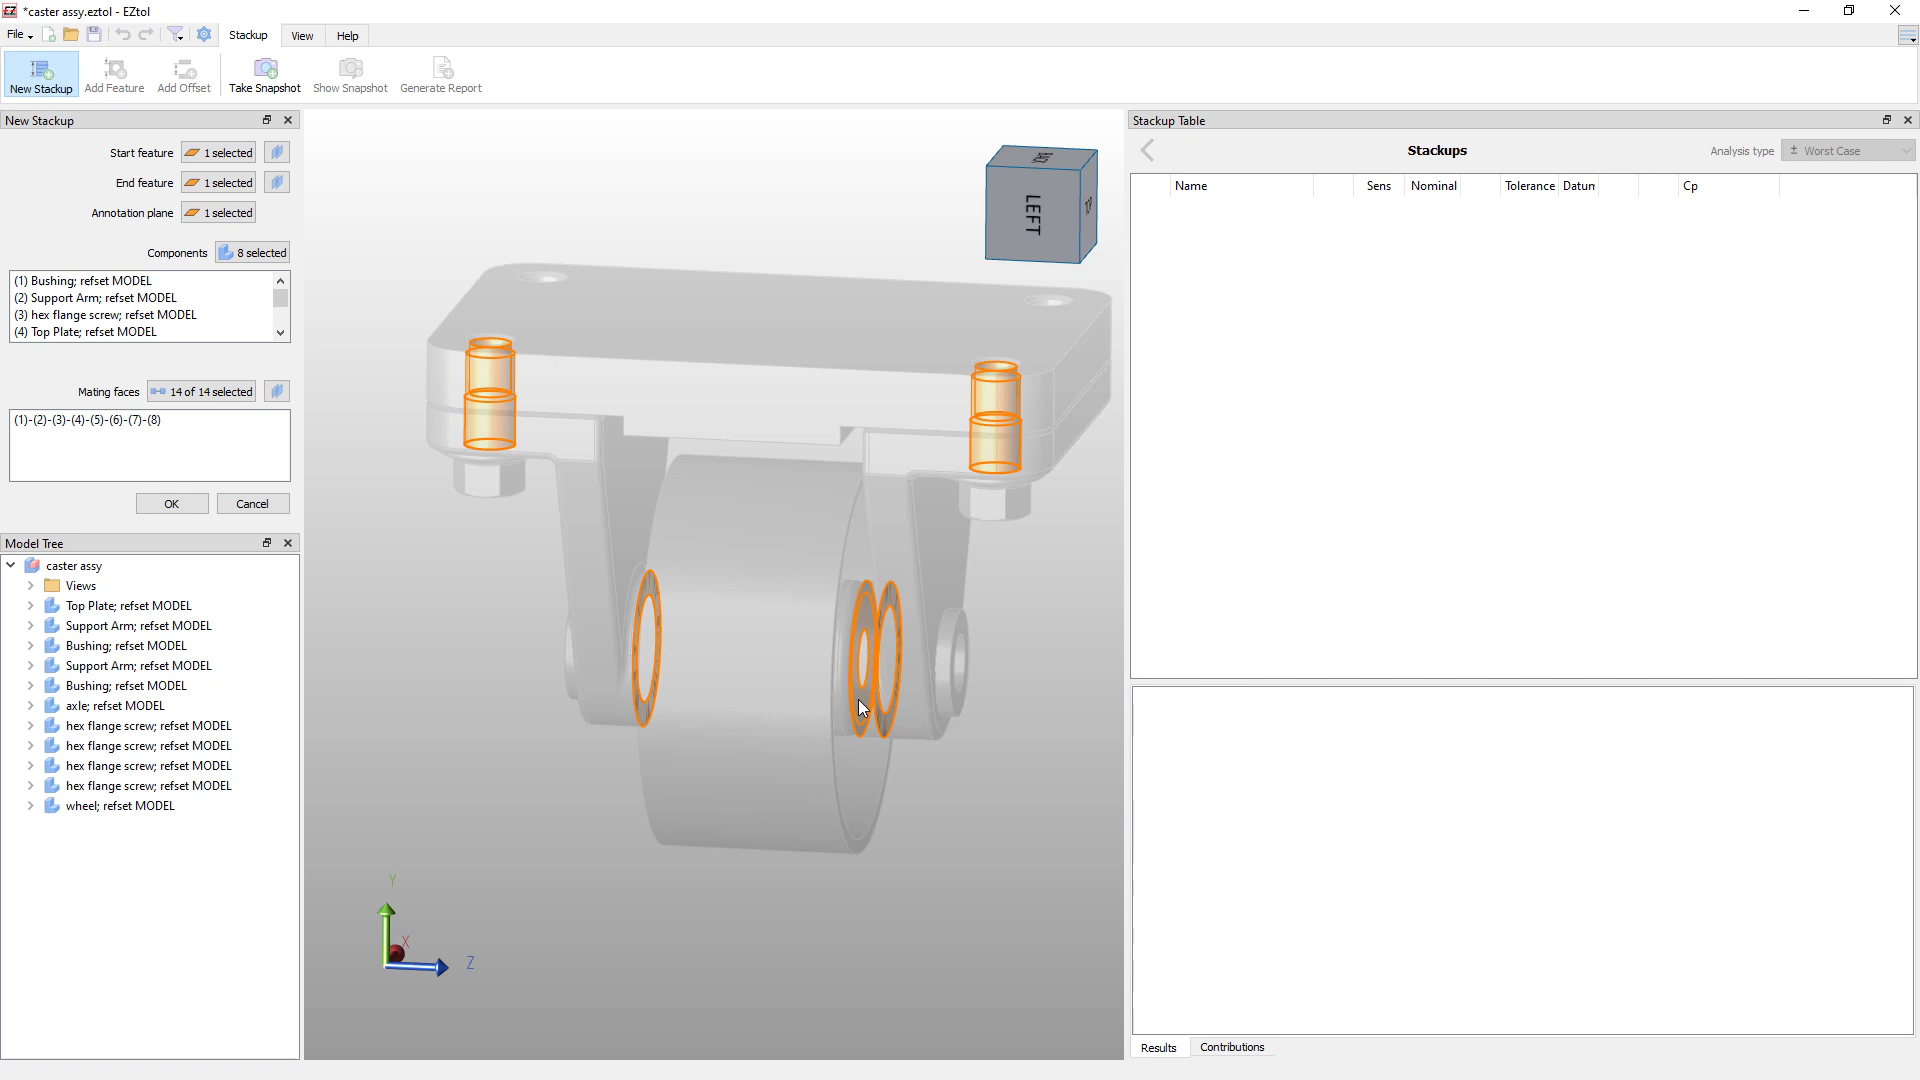 *caster assy.eztol - EZtol
File
Stackup
View
Help
New Stackup
Add Feature
Add Offset
Take Snapshot
Show Snapshot
Generate Report
New Stackup
Start feature
1 selected
End feature
1 selected
Annotation plane
1 selected
Components
8 selected
(1) Bushing; refset MODEL
(2) Support Arm; refset MODEL
(3) hex flange screw; refset MODEL
(4) Top Plate; refset MODEL
Mating faces
14 of 14 selected
(1)-(2)-(3)-(4)-(5)-(6)-(7)-(8)
OK
Cancel
Model Tree
caster assy
Views
Top Plate; refset MODEL
Support Arm; refset MODEL
Bushing; refset MODEL
Support Arm; refset MODEL
Bushing; refset MODEL
axle; refset MODEL
hex flange screw; refset MODEL
hex flange screw; refset MODEL
hex flange screw; refset MODEL
hex flange screw; refset MODEL
wheel; refset MODEL
LEFT
TOP
Y
X
Z
Stackup Table
Stackups
Analysis type
± Worst Case
Name
Sens
Nominal
Tolerance
Datun
Cp
Results
Contributions